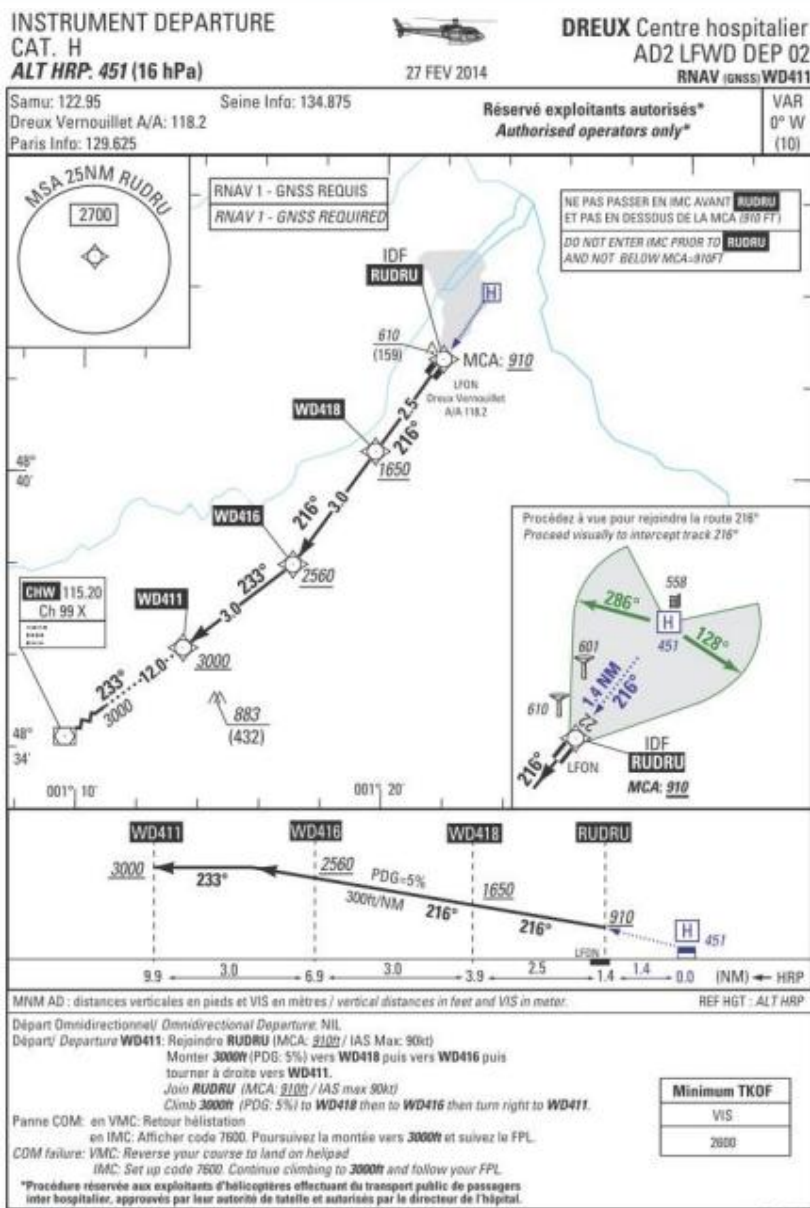 INSTRUMENT DEPARTURE
CAT. H
ALT HRP: 451 (16 hPa)
27 FEV 2014
DREUX Centre hospitalier
AD2 LFWD DEP 02
RNAV (GNSS) WD411
Samu: 122.95
Dreux Vernouillet A/A: 118.2
Paris Info: 129.625
Seine Info: 134.875
Réservé exploitants autorisés*
Authorised operators only*
VAR
0° W
(10)
MSA 25NM RUDRU
2700
RNAV 1 - GNSS REQUIS
RNAV 1 - GNSS REQUIRED
NE PAS PASSER EN IMC AVANT RUDRU
ET PAS EN DESSOUS DE LA MCA (910 FT)
DO NOT ENTER IMC PRIOR TO RUDRU
AND NOT BELOW MCA=910FT
IDF
RUDRU
H
610
(159)
MCA: 910
LFON
Dreux Vernouillet
A/A 118.2
2.5
216°
WD418
1650
48°
40'
216°
3.0
WD416
2560
233°
3.0
WD411
3000
CHW 115.20
Ch 99 X
233°
12.0
3000
883
(432)
48°
34'
001° 10'
001° 20'
Procédez à vue pour rejoindre la route 216°
Proceed visually to intercept track 216°
558
286°
H
451
128°
601
1.4 NM
216°
610
22
IDF
RUDRU
LFON
216°
MCA: 910
WD411
WD416
WD418
RUDRU
3000
233°
2560
PDG=5%
300ft/NM
216°
1650
216°
910
H
451
LFON
9.9
3.0
6.9
3.0
3.9
2.5
1.4
1.4
0.0
(NM)
HRP
MNM AD : distances verticales en pieds et VIS en mètres / vertical distances in feet and VIS in meter.
REF HGT : ALT HRP
Départ Omnidirectionnel/ Omnidirectional Departure: NIL
Départ/ Departure WD411: Rejoindre RUDRU (MCA: 910ft / IAS Max: 90kt)
Monter 3000ft (PDG: 5%) vers WD418 puis vers WD416 puis
tourner à droite vers WD411.
Join RUDRU (MCA: 910ft / IAS max 90kt)
Climb 3000ft (PDG: 5%) to WD418 then to WD416 then turn right to WD411.
Panne COM: en VMC: Retour hélistation
en IMC: Afficher code 7600. Poursuivez la montée vers 3000ft et suivez le FPL.
COM failure: VMC: Reverse your course to land on helipad
IMC: Set up code 7600. Continue climbing to 3000ft and follow your FPL.
*Procédure réservée aux exploitants d'hélicoptères effectuant du transport public de passagers
inter hospitalier, approuvés par leur autorité de tutelle et autorisés par le directeur de l'hôpital.
Minimum TKOF
VIS
2600